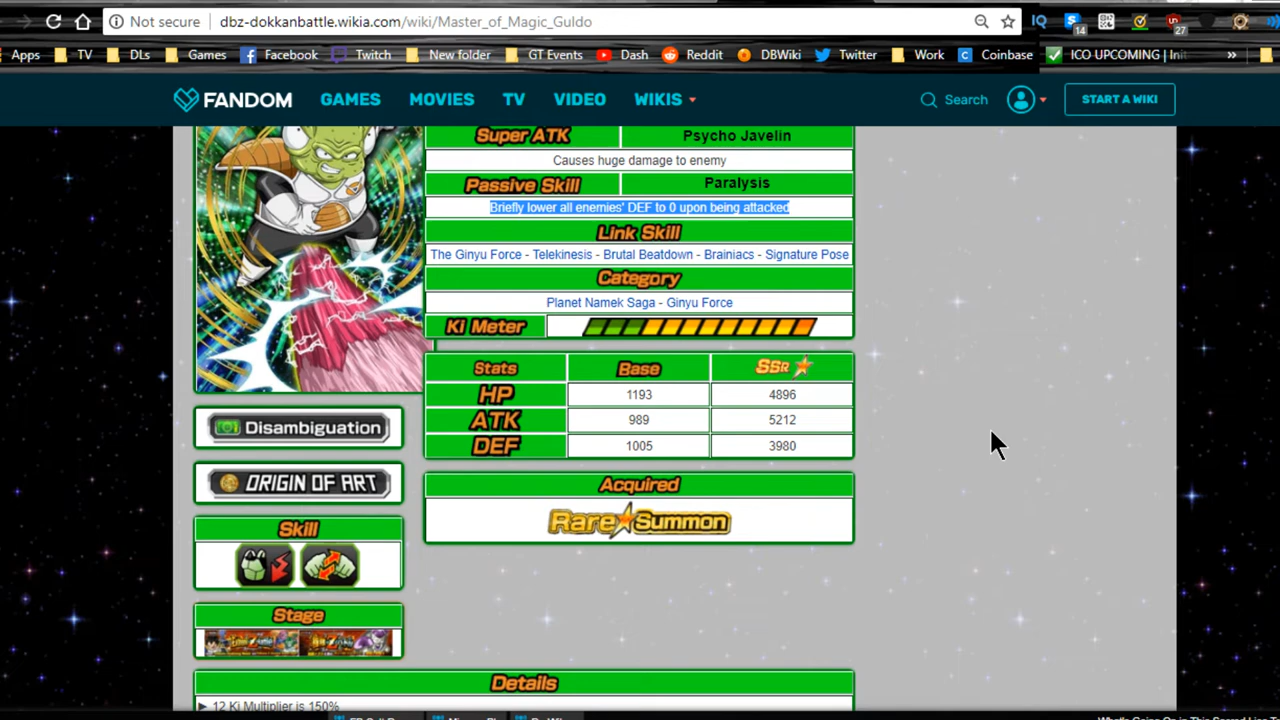 Not secure dbz-dokkanbattle.wikia.com/wiki/Master_of_Magic_Guldo IQ 14 27
Apps TV DLs Games Facebook Twitch New folder GT Events Dash Reddit DBWiki Twitter Work Coinbase ICO UPCOMING | Init »
FANDOM GAMES MOVIES TV VIDEO WIKIS Search START A WIKI
Super ATK Psycho Javelin
Causes huge damage to enemy
Passive Skill Paralysis
Briefly lower all enemies' DEF to 0 upon being attacked
Link Skill
The Ginyu Force - Telekinesis - Brutal Beatdown - Brainiacs - Signature Pose
Category
Planet Namek Saga - Ginyu Force
Ki Meter
Stats Base SSR
HP 1193 4896
ATK 989 5212
DEF 1005 3980
Disambiguation
ORIGIN OF ART
Acquired
Rare Summon
Skill
Stage
Details
12 Ki Multiplier is 150%